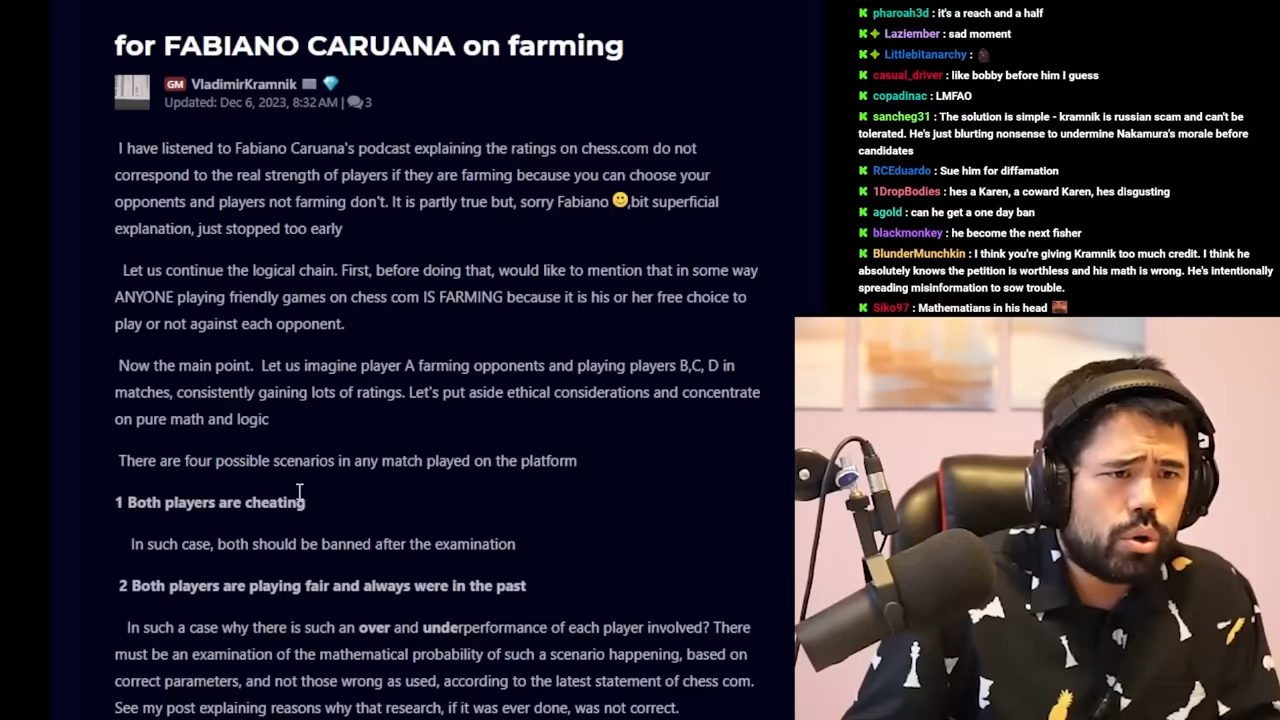 for FABIANO CARUANA on farming
GM VladimirKramnik
Updated: Dec 6, 2023, 8:32 AM | 3
I have listened to Fabiano Caruana's podcast explaining the ratings on chess.com do not
correspond to the real strength of players if they are farming because you can choose your
opponents and players not farming don't. It is partly true but, sorry Fabiano 🙂,bit superficial
explanation, just stopped too early
Let us continue the logical chain. First, before doing that, would like to mention that in some way
ANYONE playing friendly games on chess com IS FARMING because it is his or her free choice to
play or not against each opponent.
Now the main point. Let us imagine player A farming opponents and playing players B,C, D in
matches, consistently gaining lots of ratings. Let's put aside ethical considerations and concentrate
on pure math and logic
There are four possible scenarios in any match played on the platform
1 Both players are cheating
In such case, both should be banned after the examination
2 Both players are playing fair and always were in the past
In such a case why there is such an over and underperformance of each player involved? There
must be an examination of the mathematical probability of such a scenario happening, based on
correct parameters, and not those wrong as used, according to the latest statement of chess com.
See my post explaining reasons why that research, if it was ever done, was not correct.
pharoah3d : it's a reach and a half
Laziember : sad moment
Littlebitanarchy :
casual_driver : like bobby before him I guess
copadinac : LMFAO
sancheg31 : The solution is simple - kramnik is russian scam and can't be
tolerated. He's just blurting nonsense to undermine Nakamura's morale before
candidates
RCEduardo : Sue him for diffamation
1DropBodies : hes a Karen, a coward Karen, hes disgusting
agold : can he get a one day ban
blackmonkey : he become the next fisher
BlunderMunchkin : I think you're giving Kramnik too much credit. I think he
absolutely knows the petition is worthless and his math is wrong. He's intentionally
spreading misinformation to sow trouble.
Siko97 : Mathematians in his head